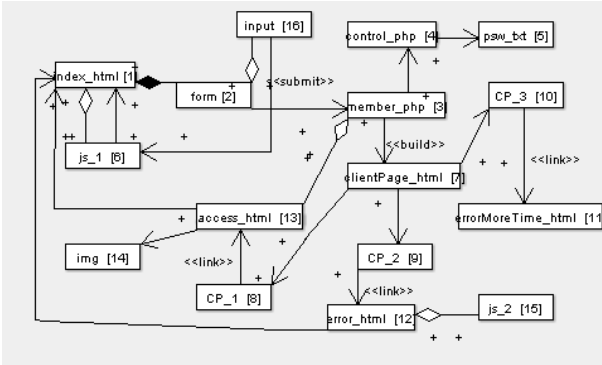 input [16]
control_php [4]
psw_txt [5]
index_html [1]
form [2]
<<submit>>
member_php [3]
CP_3 [10]
js_1 [6]
<<build>>
<<link>>
clientPage_html [7]
access_html [13]
errorMoreTime_html [11
img [14]
<<link>>
CP_2 [9]
CP_1 [8]
<<link>>
error_html [12]
js_2 [15]